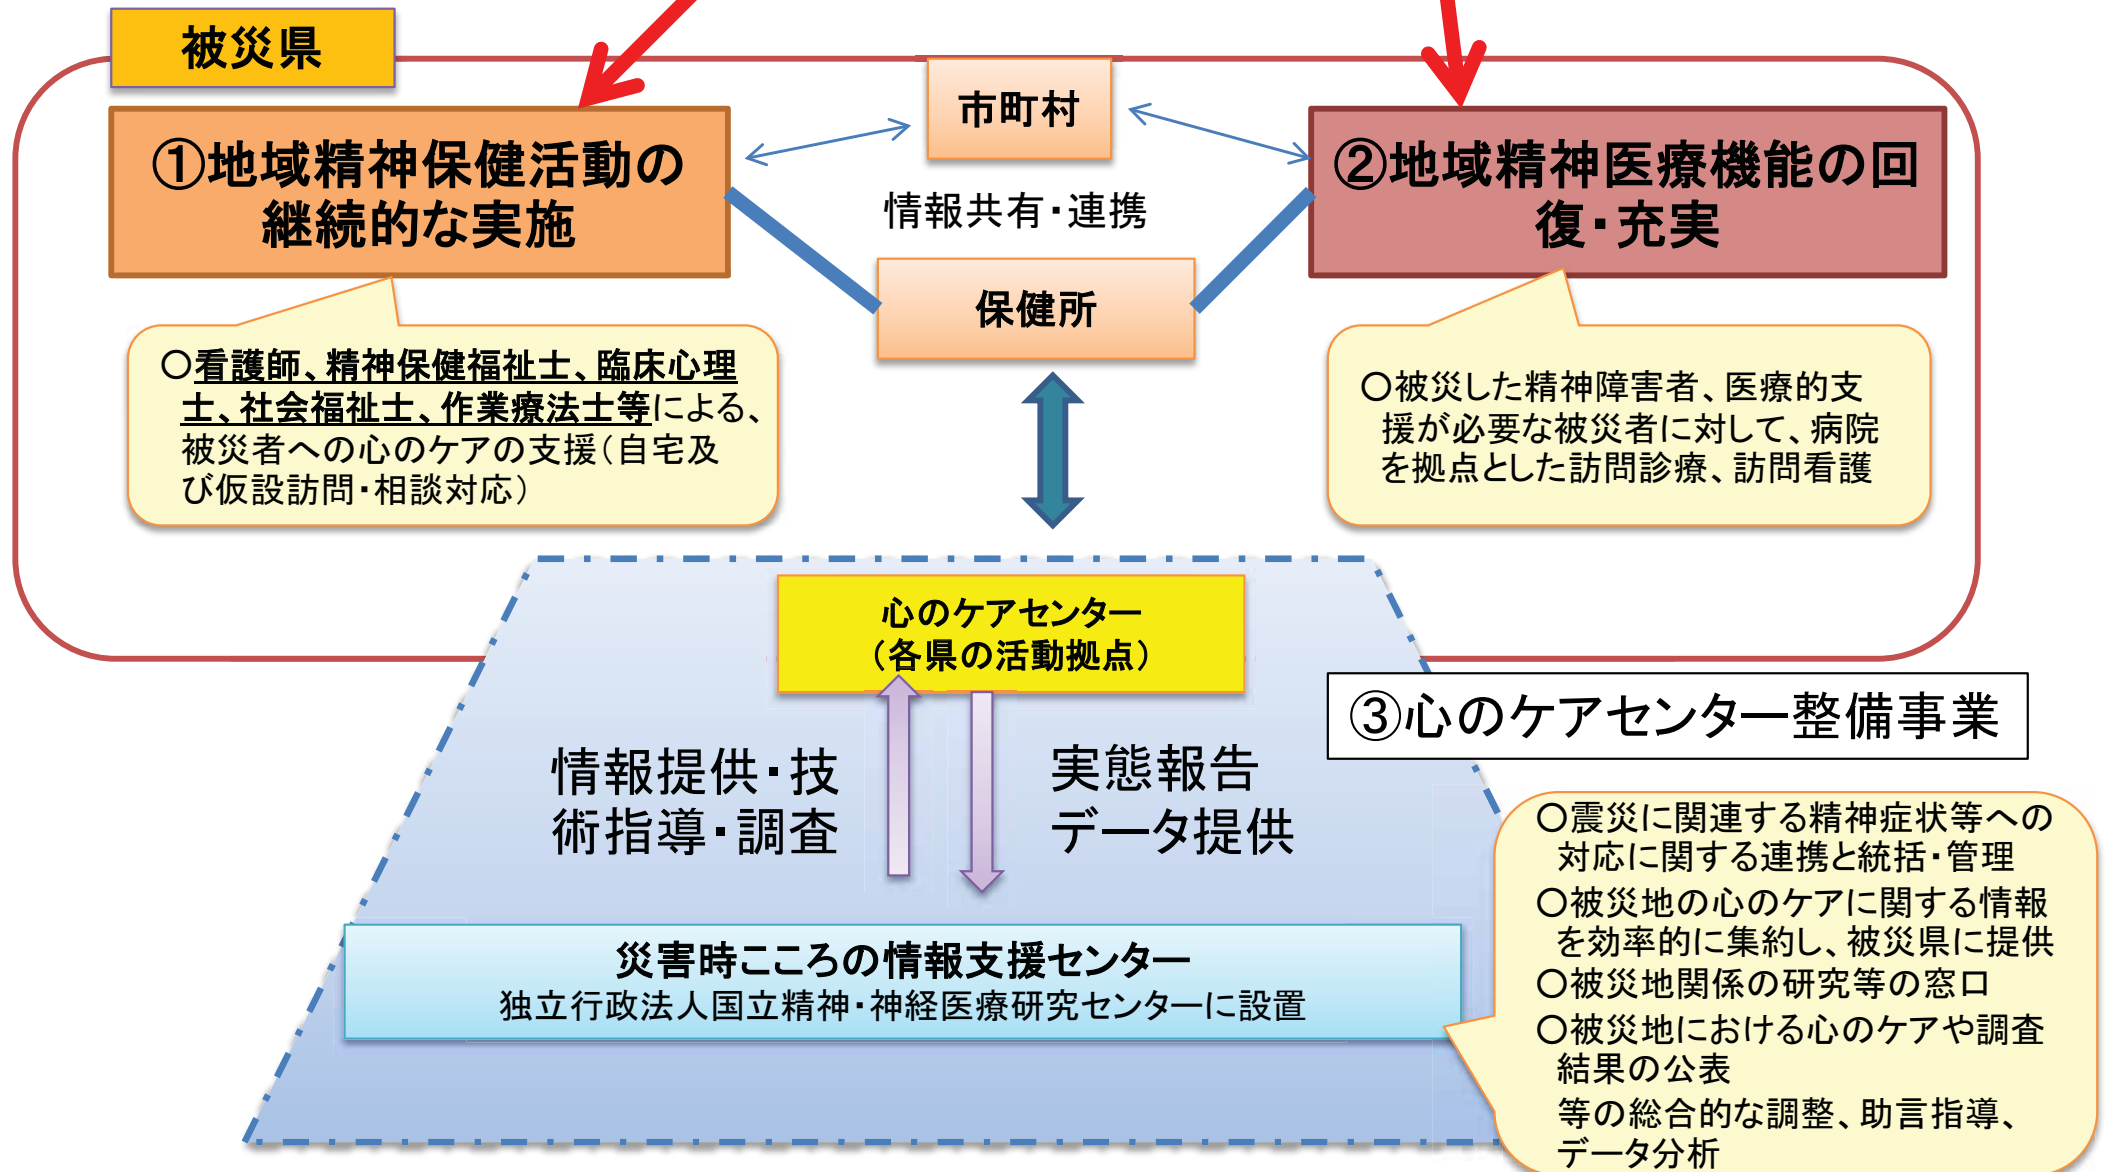 被災県
市町村
①地域精神保健活動の
継続的な実施
②地域精神医療機能の回
復・充実
情報共有・連携
保健所
○看護師、精神保健福祉士、臨床心理
士、社会福祉士、作業療法士等による、
被災者への心のケアの支援（自宅及
び仮設訪問・相談対応）
○被災した精神障害者、医療的支
援が必要な被災者に対して、病院
を拠点とした訪問診療、訪問看護
心のケアセンター
（各県の活動拠点）
③心のケアセンター整備事業
情報提供・技
術指導・調査
実態報告
データ提供
○震災に関連する精神症状等への
対応に関する連携と統括・管理
○被災地の心のケアに関する情報
を効率的に集約し、被災県に提供
○被災地関係の研究等の窓口
○被災地における心のケアや調査
結果の公表
等の総合的な調整、助言指導、
データ分析
災害時こころの情報支援センター
独立行政法人国立精神・神経医療研究センターに設置